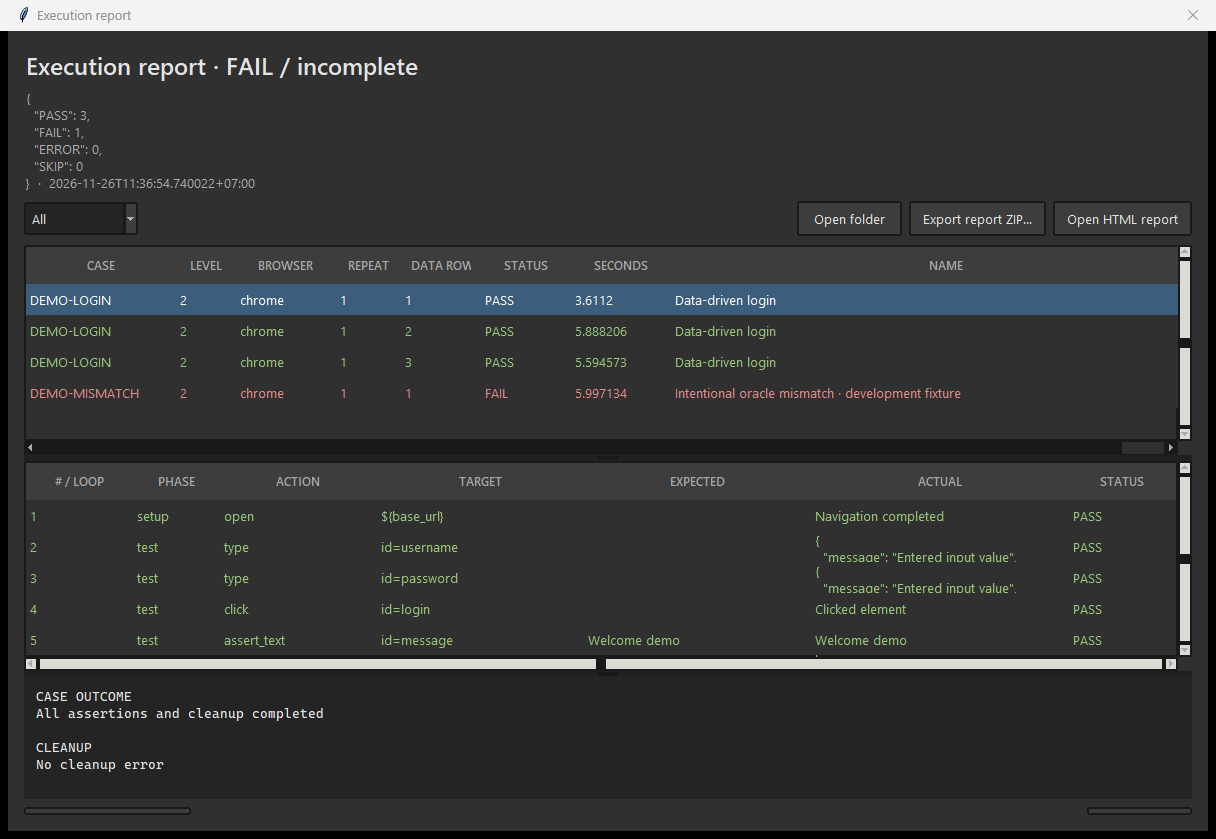 Execution report
Execution report · FAIL / incomplete
{
"PASS": 3,
"FAIL": 1,
"ERROR": 0,
"SKIP": 0
} · 2026-11-26T11:36:54.740022+07:00
All Open folder Export report ZIP... Open HTML report
CASE LEVEL BROWSER REPEAT DATA ROW STATUS SECONDS NAME
DEMO-LOGIN 2 chrome 1 1 PASS 3.6112 Data-driven login
DEMO-LOGIN 2 chrome 1 2 PASS 5.888206 Data-driven login
DEMO-LOGIN 2 chrome 1 3 PASS 5.594573 Data-driven login
DEMO-MISMATCH 2 chrome 1 1 FAIL 5.997134 Intentional oracle mismatch · development fixture
# / LOOP PHASE ACTION TARGET EXPECTED ACTUAL STATUS
1 setup open ${base_url} Navigation completed PASS
2 test type id=username { "message": "Entered input value", PASS
3 test type id=password { "message": "Entered input value", PASS
4 test click id=login Clicked element PASS
5 test assert_text id=message Welcome demo Welcome demo PASS
CASE OUTCOME
All assertions and cleanup completed
CLEANUP
No cleanup error